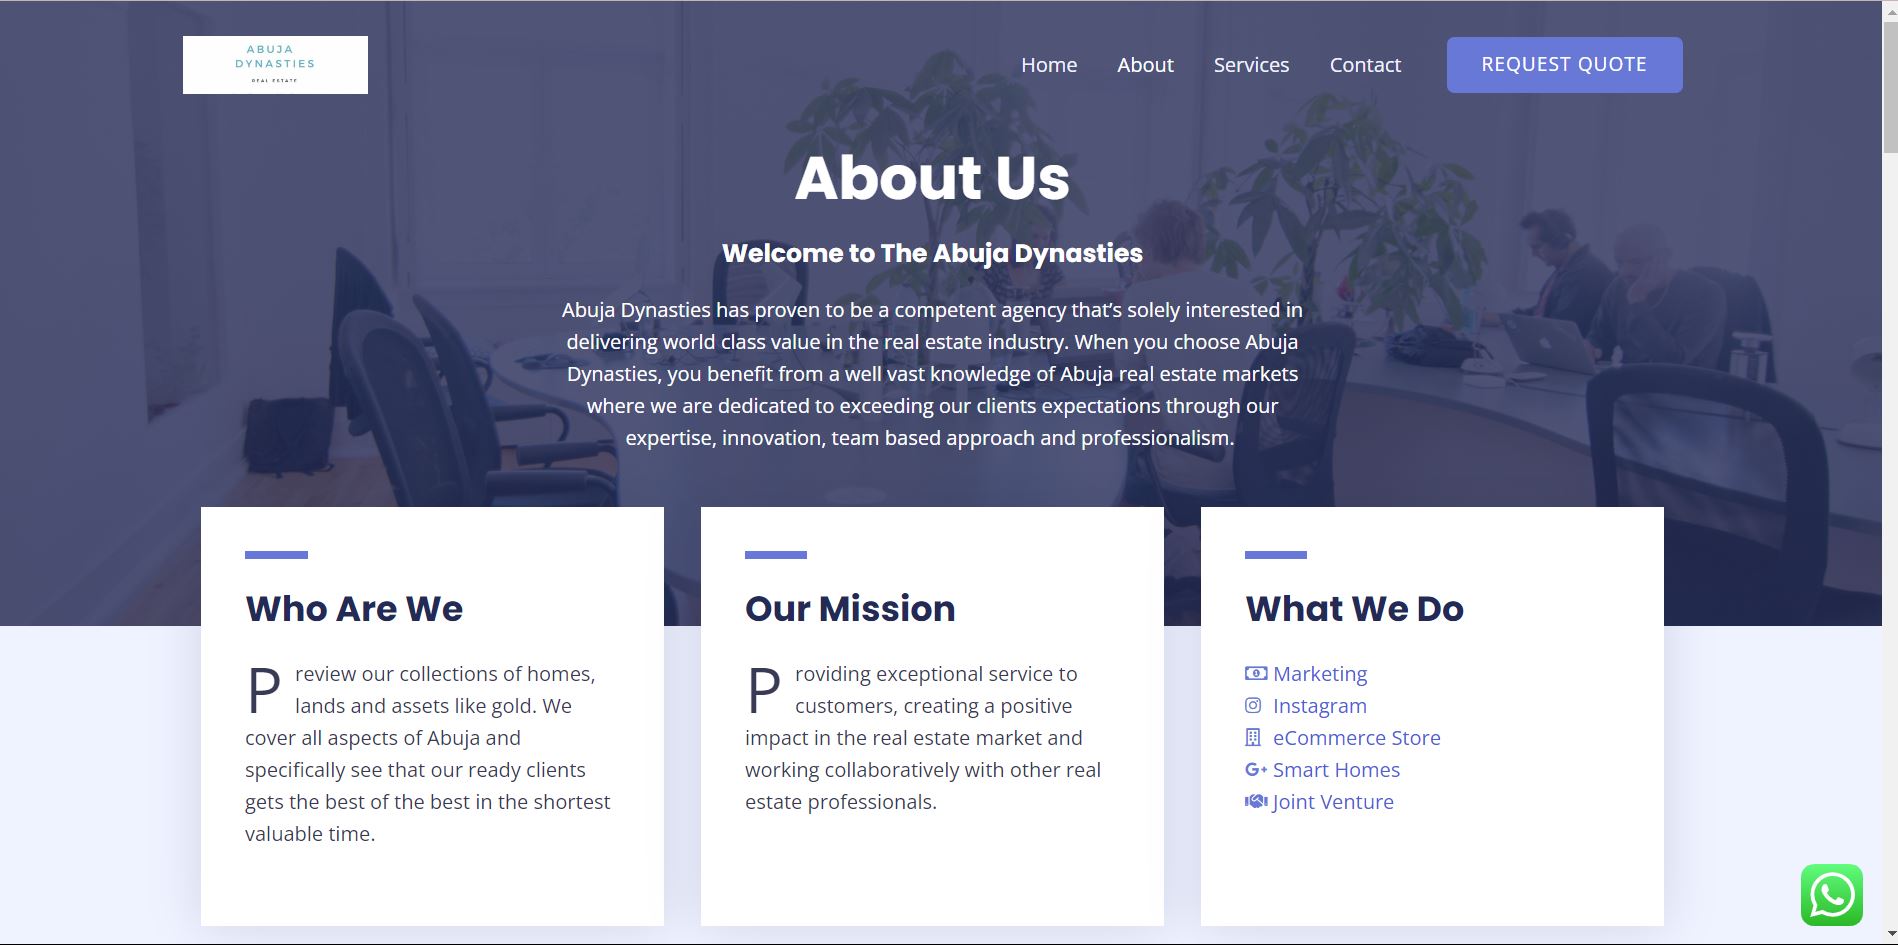 ABUJA
DYNASTIES
REAL ESTATE
Home About Services Contact REQUEST QUOTE
About Us
Welcome to The Abuja Dynasties
Abuja Dynasties has proven to be a competent agency that’s solely interested in
delivering world class value in the real estate industry. When you choose Abuja
Dynasties, you benefit from a well vast knowledge of Abuja real estate markets
where we are dedicated to exceeding our clients expectations through our
expertise, innovation, team based approach and professionalism.
Who Are We
Preview our collections of homes,
lands and assets like gold. We
cover all aspects of Abuja and
specifically see that our ready clients
gets the best of the best in the shortest
valuable time.
Our Mission
Providing exceptional service to
customers, creating a positive
impact in the real estate market and
working collaboratively with other real
estate professionals.
What We Do
Marketing
Instagram
eCommerce Store
G+ Smart Homes
Joint Venture